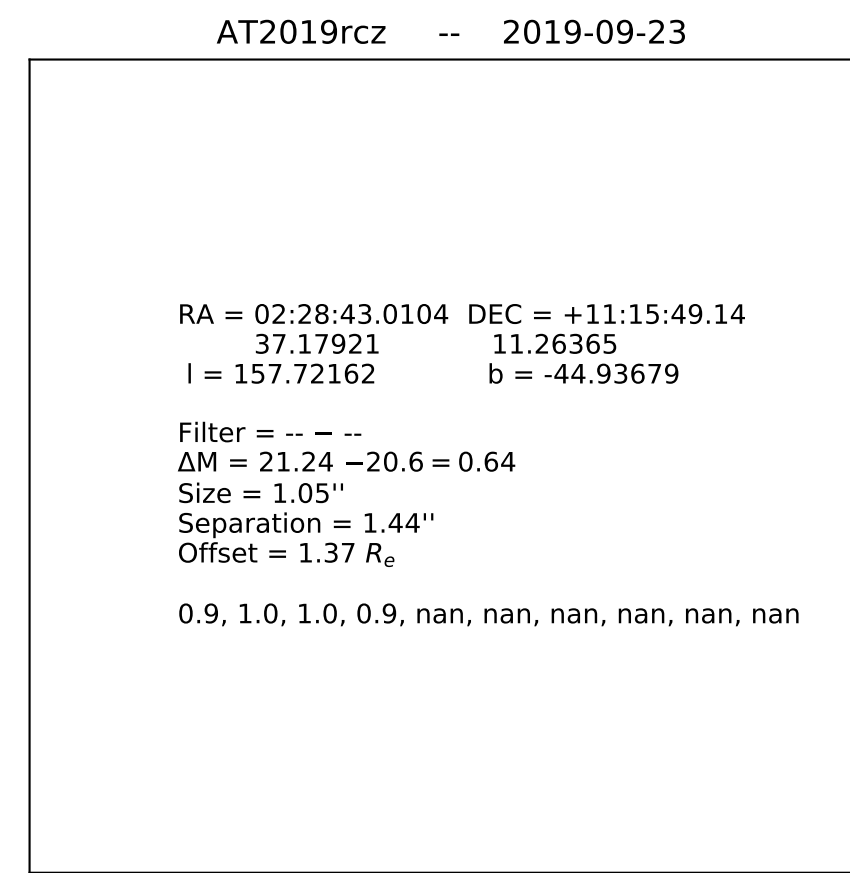 AT2019rcz -- 2019-09-23
RA = 02:28:43.0104 DEC = +11:15:49.14
37.17921 11.26365
l = 157.72162 b = -44.93679
Filter = -- − --
ΔM = 21.24 −20.6 = 0.64
Size = 1.05''
Separation = 1.44''
Offset = 1.37 Rₑ
0.9, 1.0, 1.0, 0.9, nan, nan, nan, nan, nan, nan